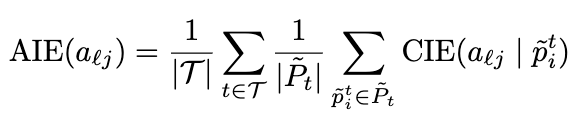 AIE(a_{ℓj}) = \frac{1}{|\mathcal{T}|} \sum_{t∈\mathcal{T}} \frac{1}{|\tilde{P}_t|} \sum_{\tilde{p}_i^t∈\tilde{P}_t} CIE(a_{ℓj} | \tilde{p}_i^t)